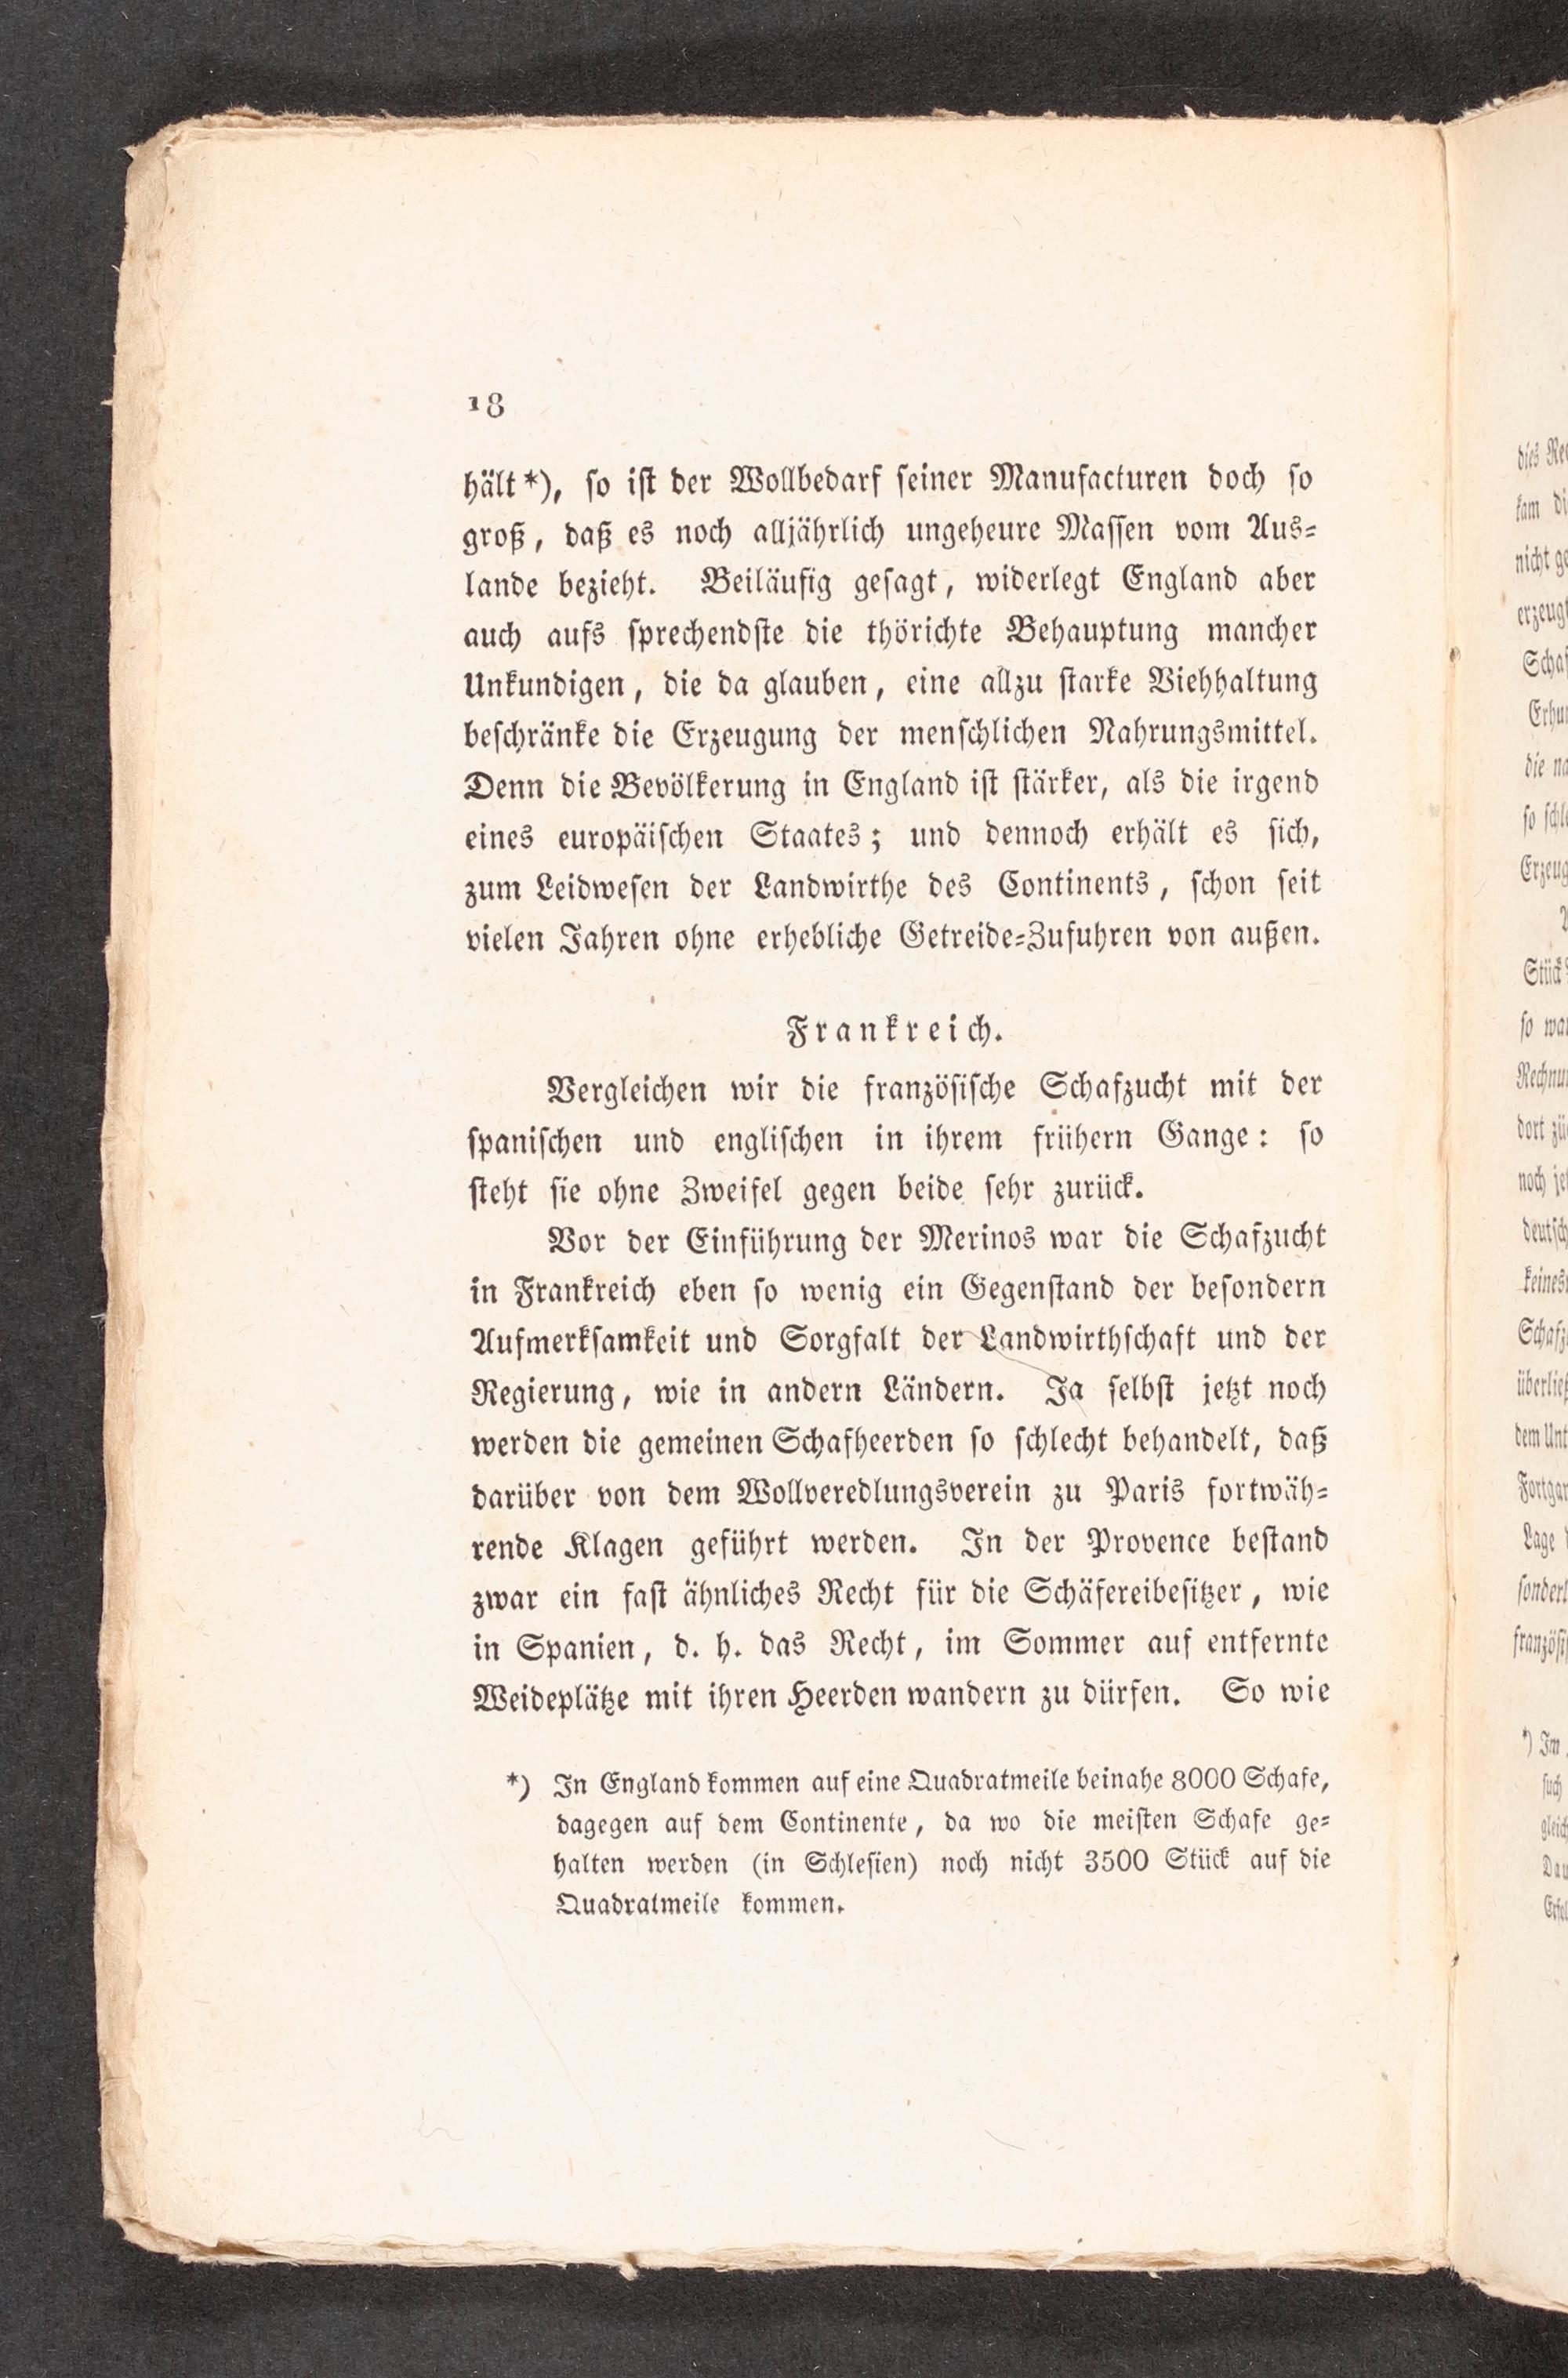 18
hält*), so ist der Wollbedarf seiner Manufacturen doch so
groß, daß es noch alljährlich ungeheure Massen vom Aus-
lande bezieht. Beiläufig gesagt, widerlegt England aber
auch aufs sprechendste die thörichte Behauptung mancher
Unkundigen, die da glauben, eine allzu starke Viehhaltung
beschränke die Erzeugung der menschlichen Nahrungsmittel.
Denn die Bevölkerung in England ist stärker, als die irgend
eines europäischen Staates; und dennoch erhält es sich,
zum Leidwesen der Landwirthe des Continents, schon seit
vielen Jahren ohne erhebliche Getreide-Zufuhren von außen.
Frankreich.
Vergleichen wir die französische Schafzucht mit der
spanischen und englischen in ihrem frühern Gange: so
steht sie ohne Zweifel gegen beide sehr zurück.
Vor der Einführung der Merinos war die Schafzucht
in Frankreich eben so wenig ein Gegenstand der besondern
Aufmerksamkeit und Sorgfalt der Landwirthschaft und der
Regierung, wie in andern Ländern. Ja selbst jetzt noch
werden die gemeinen Schafheerden so schlecht behandelt, daß
darüber von dem Wollveredlungsverein zu Paris fortwäh-
rende Klagen geführt werden. In der Provence bestand
zwar ein fast ähnliches Recht für die Schäfereibesitzer, wie
in Spanien, d. h. das Recht, im Sommer auf entfernte
Weideplätze mit ihren Heerden wandern zu dürfen. So wie
*) In England kommen auf eine Quadratmeile beinahe 8000 Schafe,
dagegen auf dem Continente, da wo die meisten Schafe ge-
halten werden (in Schlesien) noch nicht 3500 Stück auf die
Quadratmeile kommen.